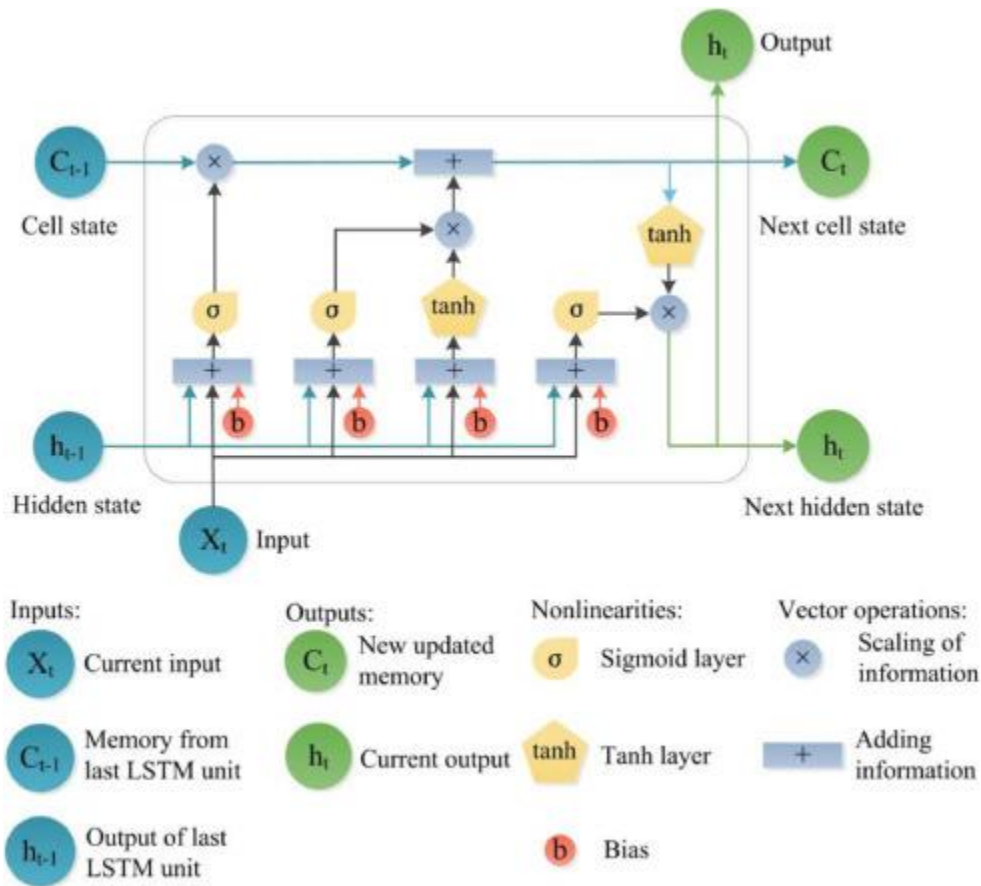 hₜ Output
Cₜ₋₁ × + Cₜ
Cell state tanh Next cell state
×
σ σ tanh σ ×
+ + + +
b b b b
hₜ₋₁ hₜ
Hidden state Next hidden state
Xₜ Input
Inputs: Outputs: Nonlinearities: Vector operations:
Xₜ Current input
Cₜ₋₁ Memory from
last LSTM unit
hₜ₋₁ Output of last
LSTM unit
Cₜ New updated
memory
hₜ Current output
σ Sigmoid layer
tanh Tanh layer
b Bias
× Scaling of
information
+ Adding
information